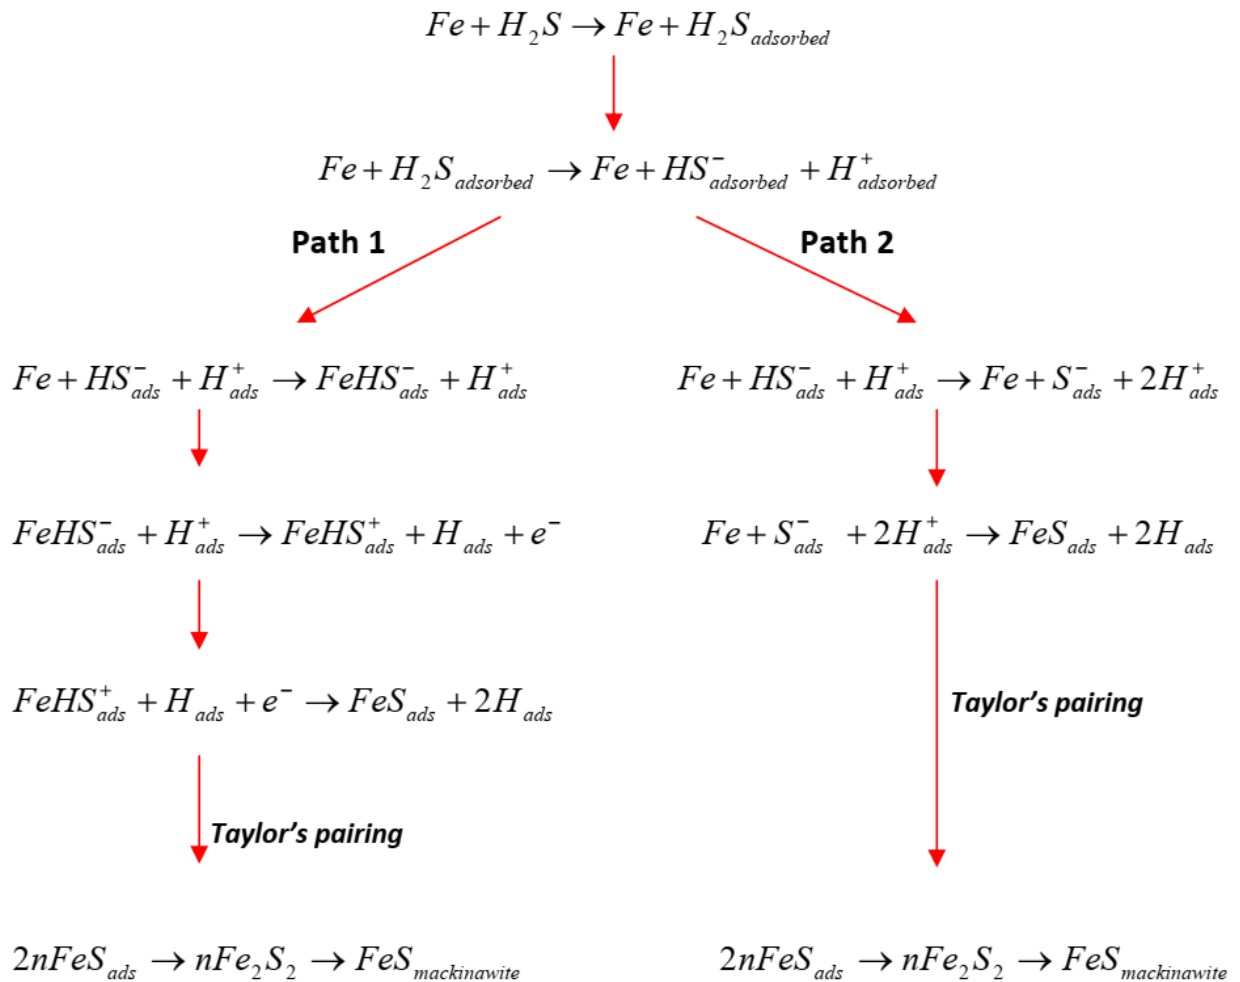 Fe + H₂S → Fe + H₂S_adsorbed
Fe + H₂S_adsorbed → Fe + HS⁻_adsorbed + H⁺_adsorbed
Path 1
Path 2
Fe + HS⁻_ads + H⁺_ads → FeHS⁻_ads + H⁺_ads
Fe + HS⁻_ads + H⁺_ads → Fe + S⁻_ads + 2H⁺_ads
FeHS⁻_ads + H⁺_ads → FeHS⁺_ads + H_ads + e⁻
Fe + S⁻_ads + 2H⁺_ads → FeS_ads + 2H_ads
FeHS⁺_ads + H_ads + e⁻ → FeS_ads + 2H_ads
Taylor's pairing
Taylor's pairing
2nFeS_ads → nFe₂S₂ → FeS_mackinawite
2nFeS_ads → nFe₂S₂ → FeS_mackinawite